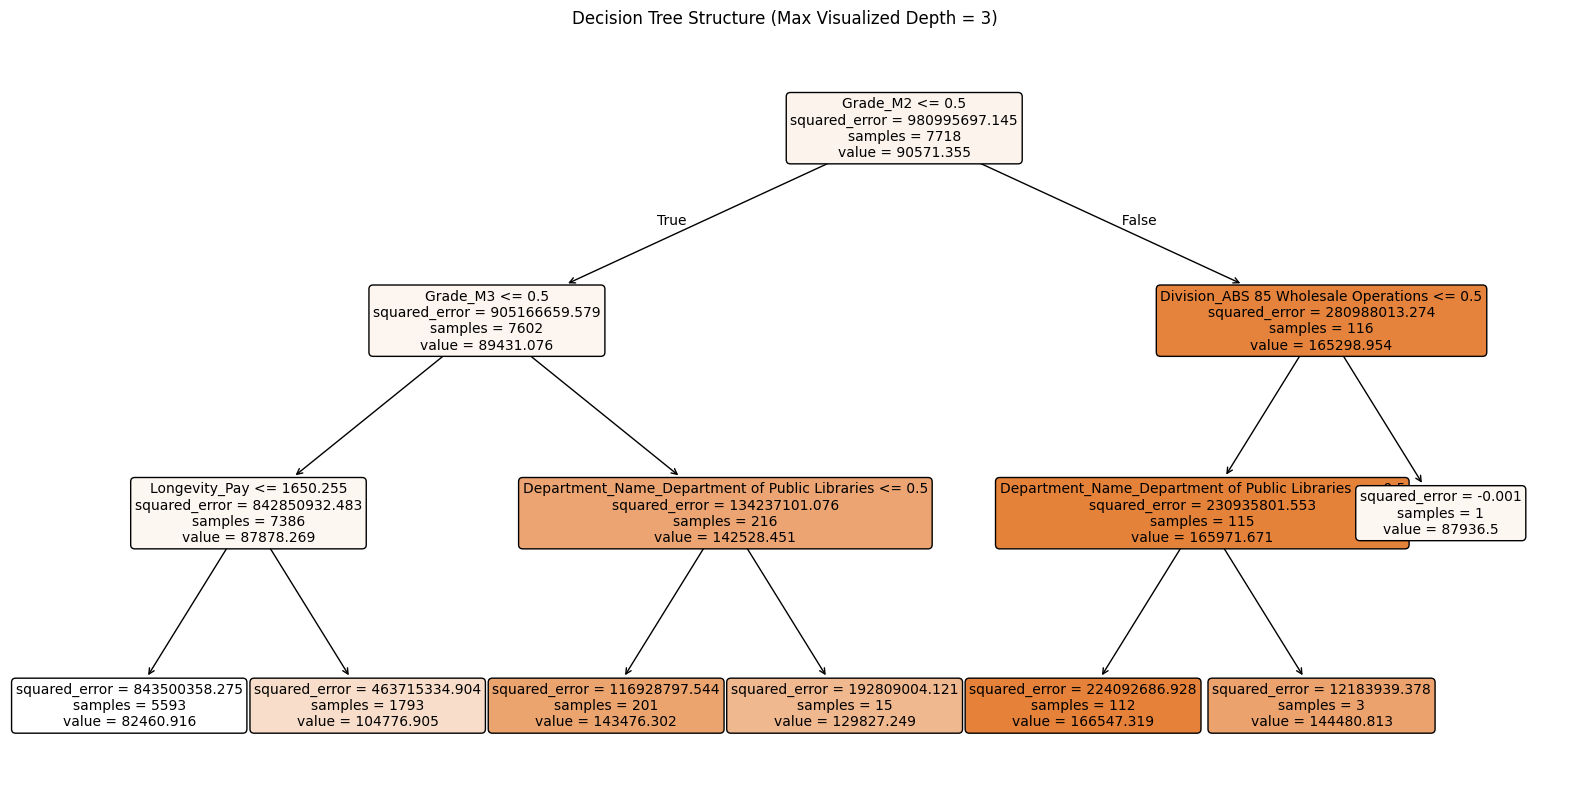 Decision Tree Structure (Max Visualized Depth = 3)
Grade_M2 <= 0.5
squared_error = 980995697.145
samples = 7718
value = 90571.355
True
False
Grade_M3 <= 0.5
squared_error = 905166659.579
samples = 7602
value = 89431.076
Division_ABS 85 Wholesale Operations <= 0.5
squared_error = 280988013.274
samples = 116
value = 165298.954
Longevity_Pay <= 1650.255
squared_error = 842850932.483
samples = 7386
value = 87878.269
Department_Name_Department of Public Libraries <= 0.5
squared_error = 134237101.076
samples = 216
value = 142528.451
Department_Name_Department of Public Libraries
squared_error = 230935801.553
samples = 115
value = 165971.671
squared_error = -0.001
samples = 1
value = 87936.5
squared_error = 843500358.275
samples = 5593
value = 82460.916
squared_error = 463715334.904
samples = 1793
value = 104776.905
squared_error = 116928797.544
samples = 201
value = 143476.302
squared_error = 192809004.121
samples = 15
value = 129827.249
squared_error = 224092686.928
samples = 112
value = 166547.319
squared_error = 12183939.378
samples = 3
value = 144480.813